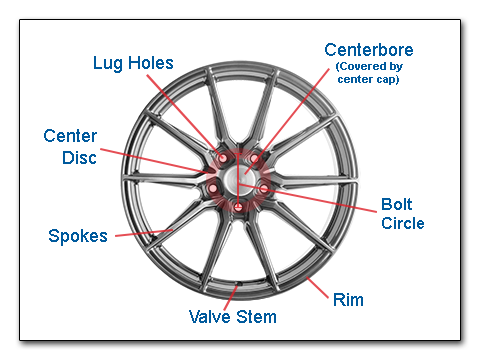 Lug Holes
Centerbore
(Covered by
center cap)
Center
Disc
Bolt
Circle
Spokes
Rim
Valve Stem